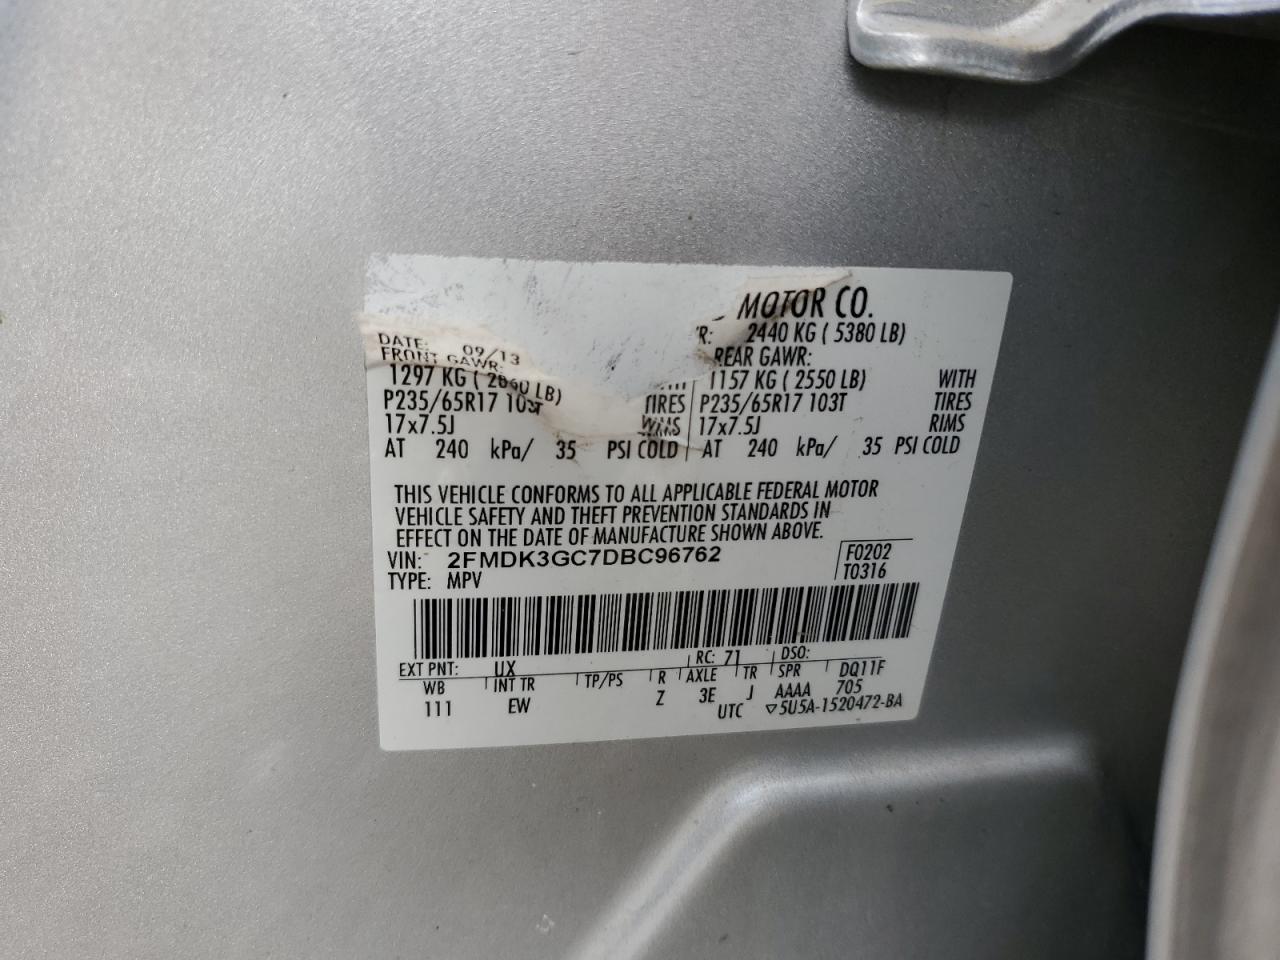 MOTOR CO.
DATE: 09/13 2440 KG ( 5380 LB)
FRONT GAWR: REAR GAWR:
1297 KG ( 2860 LB) 1157 KG ( 2550 LB) WITH
P235/65R17 103T TIRES P235/65R17 103T TIRES
17x7.5J 17x7.5J RIMS
AT 240 kPa/ 35 PSI COLD AT 240 kPa/ 35 PSI COLD
THIS VEHICLE CONFORMS TO ALL APPLICABLE FEDERAL MOTOR
VEHICLE SAFETY AND THEFT PREVENTION STANDARDS IN
EFFECT ON THE DATE OF MANUFACTURE SHOWN ABOVE.
VIN: 2FMDK3GC7DBC96762 F0202
TYPE: MPV T0316
EXT PNT: UX RC: 71 DSO:
WB INT TR TP/PS R AXLE TR SPR DQ11F
111 EW Z 3E J AAAA 705
UTC ▽5U5A-1520472-BA